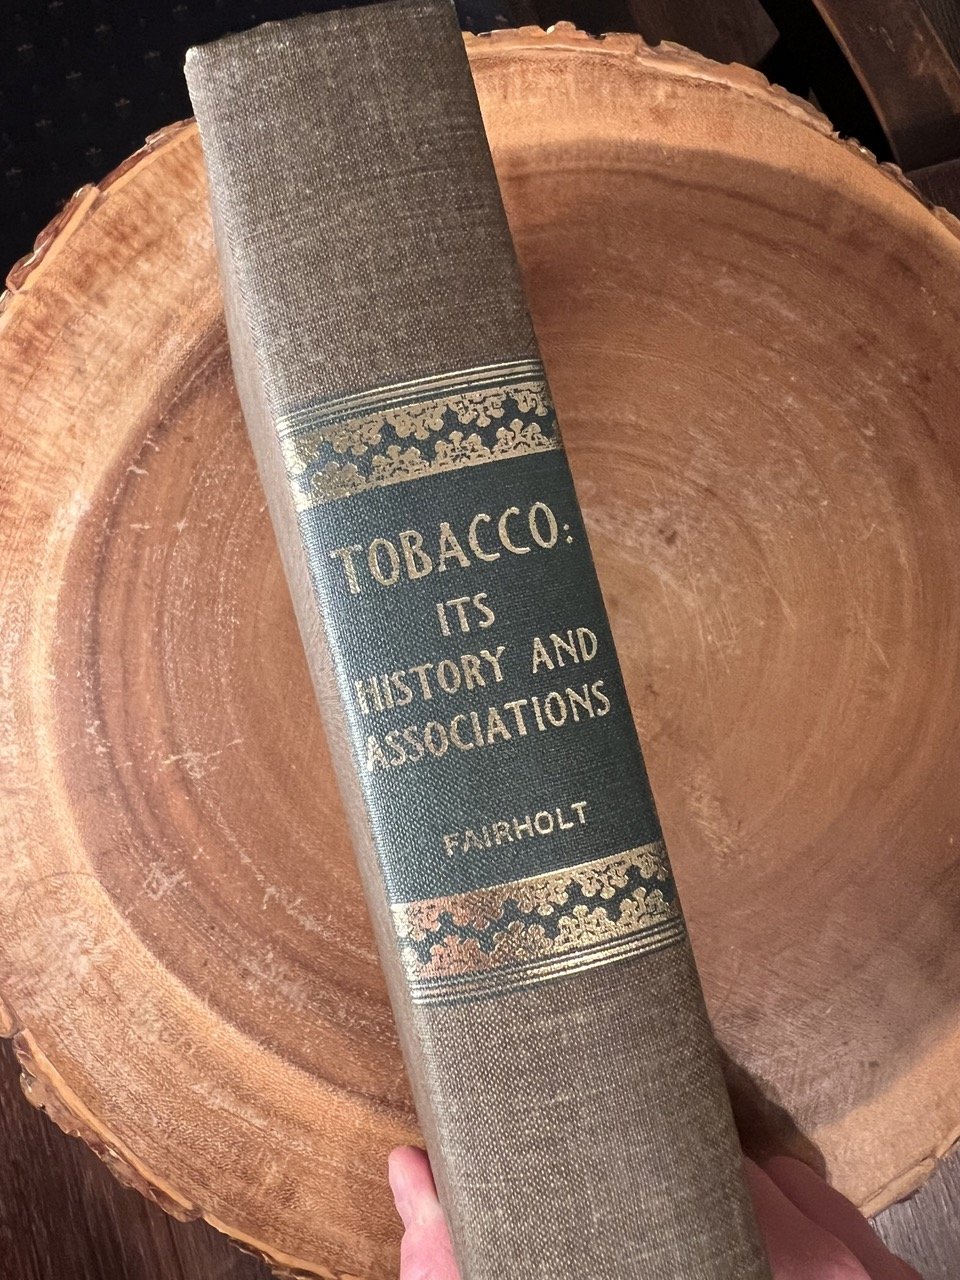 TOBACCO:
ITS
HISTORY AND
ASSOCIATIONS
FAIRHOLT